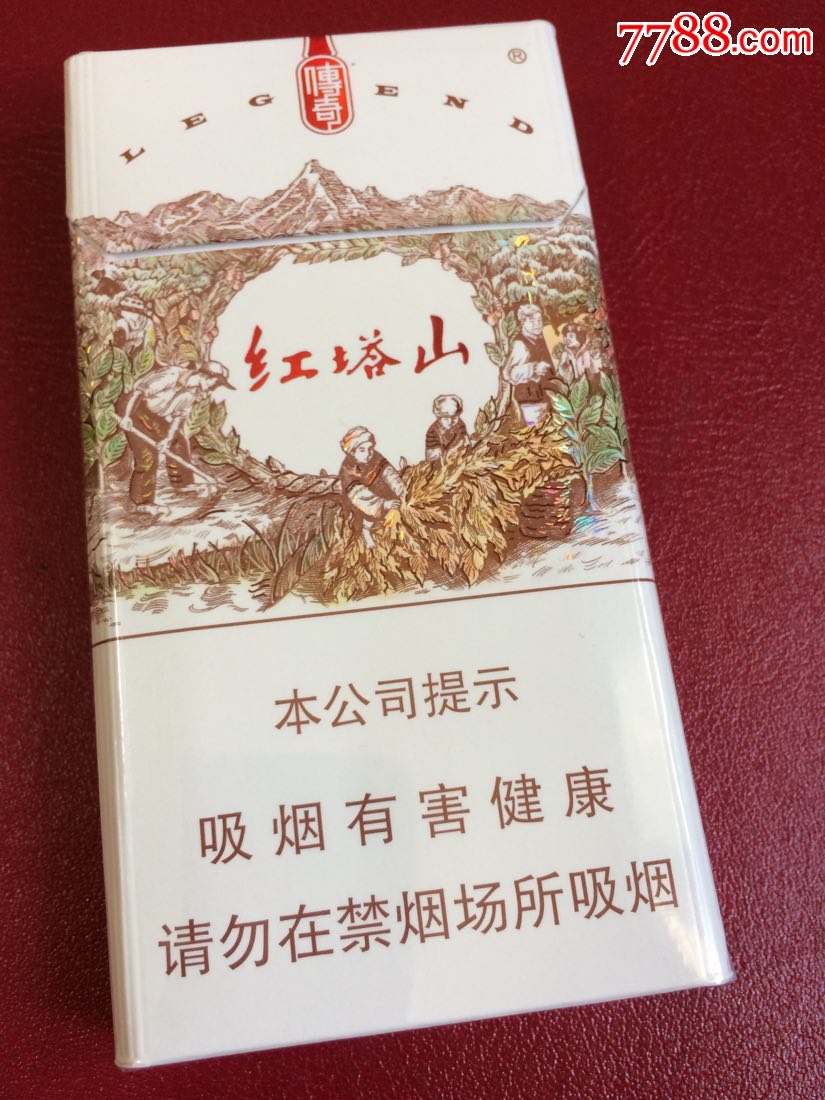 7788.com
傳奇
®
LEGEND
红塔山
本公司提示
吸烟有害健康
请勿在禁烟场所吸烟